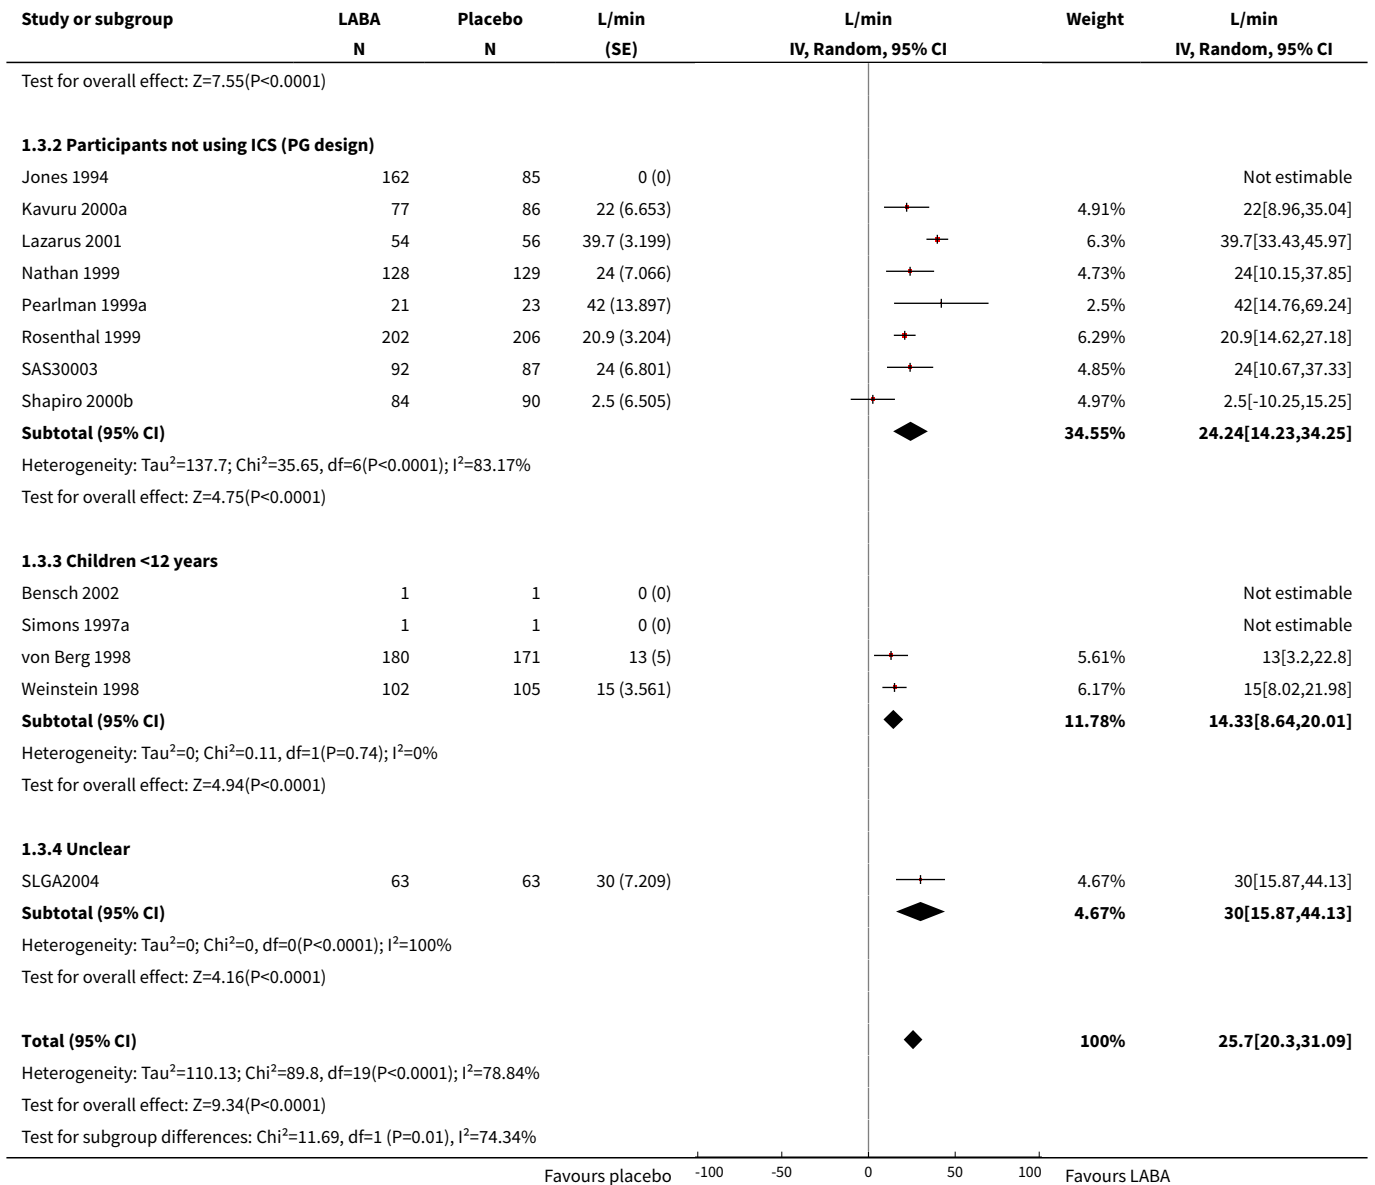 Study or subgroup LABA Placebo L/min L/min Weight L/min
N N (SE) IV, Random, 95% CI IV, Random, 95% CI
Test for overall effect: Z=7.55(P<0.0001)
1.3.2 Participants not using ICS (PG design)
Jones 1994 162 85 0 (0) Not estimable
Kavuru 2000a 77 86 22 (6.653) 4.91% 22[8.96,35.04]
Lazarus 2001 54 56 39.7 (3.199) 6.3% 39.7[33.43,45.97]
Nathan 1999 128 129 24 (7.066) 4.73% 24[10.15,37.85]
Pearlman 1999a 21 23 42 (13.897) 2.5% 42[14.76,69.24]
Rosenthal 1999 202 206 20.9 (3.204) 6.29% 20.9[14.62,27.18]
SAS30003 92 87 24 (6.801) 4.85% 24[10.67,37.33]
Shapiro 2000b 84 90 2.5 (6.505) 4.97% 2.5[-10.25,15.25]
Subtotal (95% CI) 34.55% 24.24[14.23,34.25]
Heterogeneity: Tau²=137.7; Chi²=35.65, df=6(P<0.0001); I²=83.17%
Test for overall effect: Z=4.75(P<0.0001)
1.3.3 Children <12 years
Bensch 2002 1 1 0 (0) Not estimable
Simons 1997a 1 1 0 (0) Not estimable
von Berg 1998 180 171 13 (5) 5.61% 13[3.2,22.8]
Weinstein 1998 102 105 15 (3.561) 6.17% 15[8.02,21.98]
Subtotal (95% CI) 11.78% 14.33[8.64,20.01]
Heterogeneity: Tau²=0; Chi²=0.11, df=1(P=0.74); I²=0%
Test for overall effect: Z=4.94(P<0.0001)
1.3.4 Unclear
SLGA2004 63 63 30 (7.209) 4.67% 30[15.87,44.13]
Subtotal (95% CI) 4.67% 30[15.87,44.13]
Heterogeneity: Tau²=0; Chi²=0, df=0(P<0.0001); I²=100%
Test for overall effect: Z=4.16(P<0.0001)
Total (95% CI) 100% 25.7[20.3,31.09]
Heterogeneity: Tau²=110.13; Chi²=89.8, df=19(P<0.0001); I²=78.84%
Test for overall effect: Z=9.34(P<0.0001)
Test for subgroup differences: Chi²=11.69, df=1 (P=0.01), I²=74.34%
Favours placebo -100 -50 0 50 100 Favours LABA